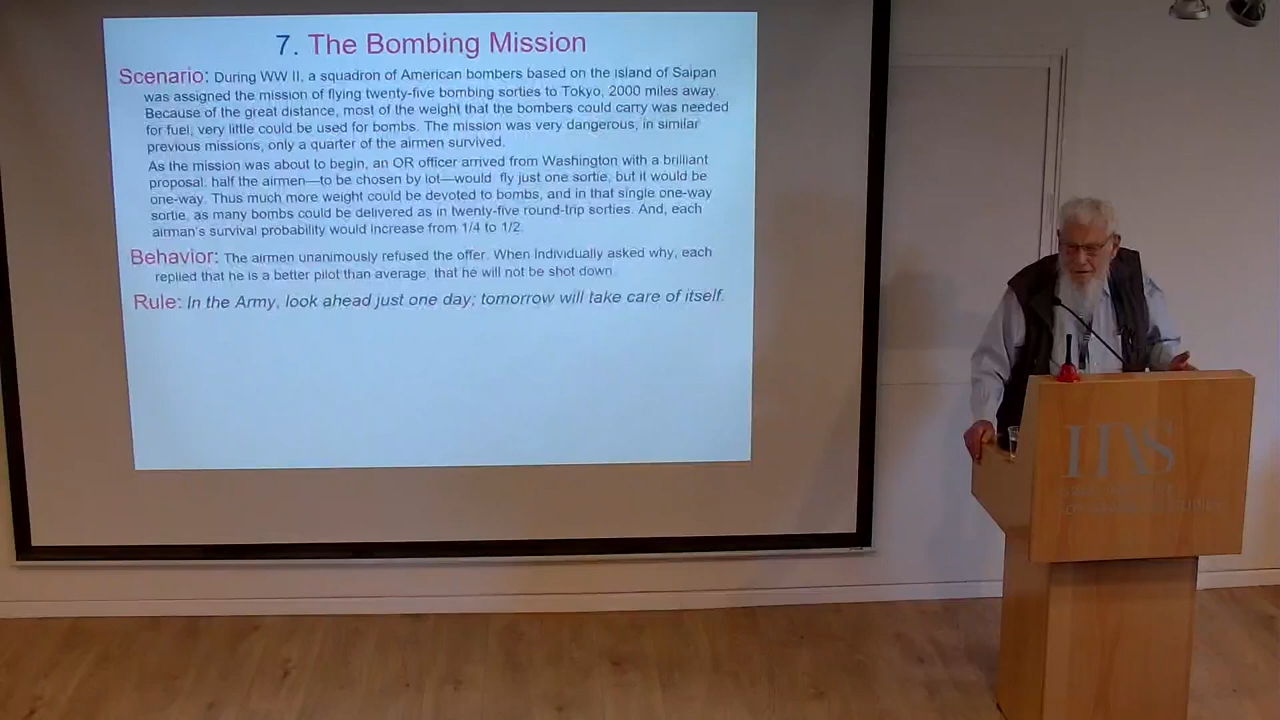 7. The Bombing Mission
Scenario: During WW II, a squadron of American bombers based on the island of Saipan
was assigned the mission of flying twenty-five bombing sorties to Tokyo, 2000 miles away.
Because of the great distance, most of the weight that the bombers could carry was needed
for fuel; very little could be used for bombs. The mission was very dangerous; in similar
previous missions, only a quarter of the airmen survived.
As the mission was about to begin, an OR officer arrived from Washington with a brilliant
proposal: half the airmen—to be chosen by lot—would fly just one sortie, but it would be
one-way. Thus much more weight could be devoted to bombs, and in that single one-way
sortie, as many bombs could be delivered as in twenty-five round-trip sorties. And, each
airman's survival probability would increase from 1/4 to 1/2.
Behavior: The airmen unanimously refused the offer. When Individually asked why, each
replied that he is a better pilot than average, that he will not be shot down.
Rule: In the Army, look ahead just one day; tomorrow will take care of itself.
IIAS